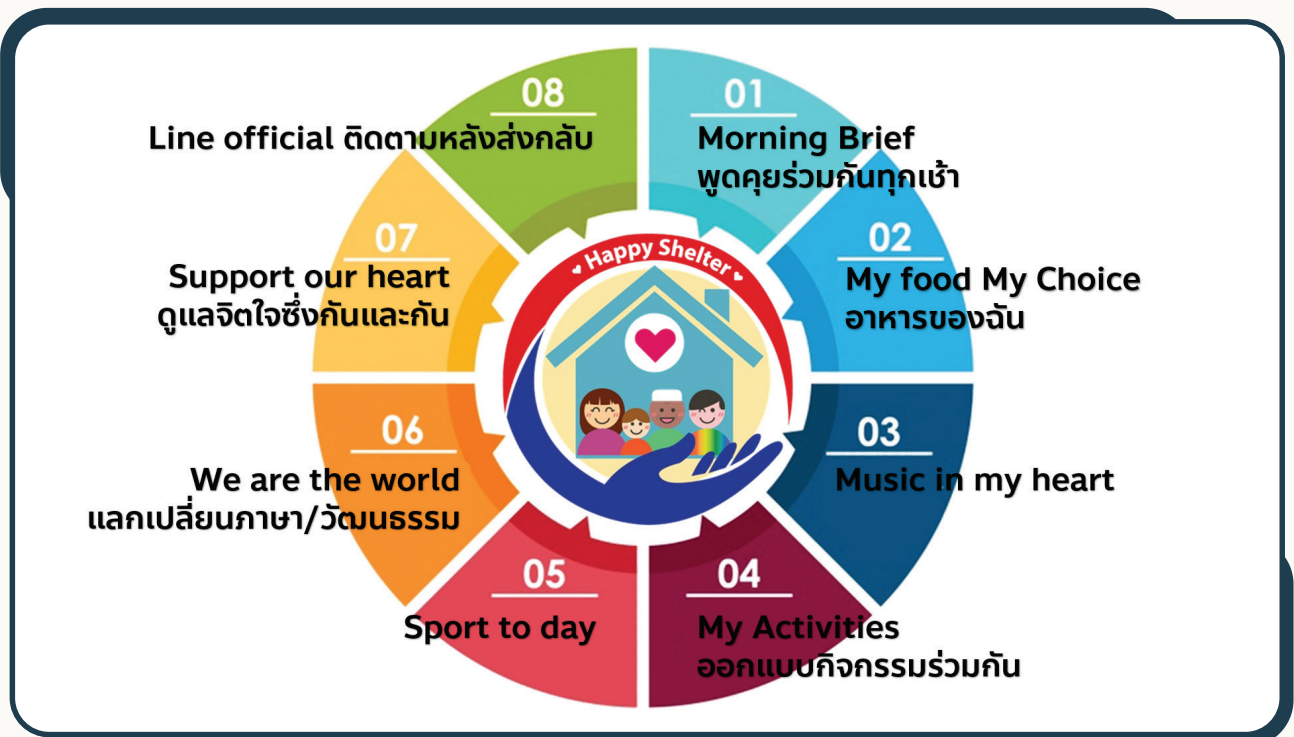 01
Morning Brief
พูดคุยร่วมกันทุกเช้า
02
My food My Choice
อาหารของฉัน
03
Music in my heart
04
My Activities
ออกแบบกิจกรรมร่วมกัน
05
Sport to day
06
We are the world
แลกเปลี่ยนภาษา/วัฒนธรรม
07
Support our heart
ดูแลจิตใจซึ่งกันและกัน
08
Line official ติดตามหลังส่งกลับ
Happy Shelter